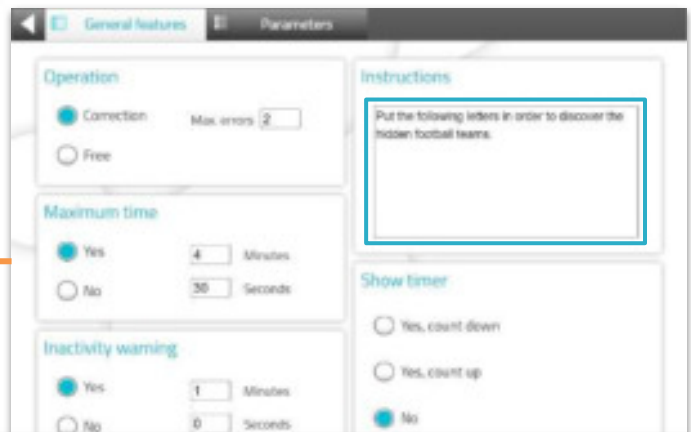 General features
Parameters
Operation
Correction
Max. errors 2
Free
Maximum time
Yes
4 Minutes
No
30 Seconds
Inactivity warning
Yes
1 Minutes
No
0 Seconds
Instructions
Put the following letters in order to discover the
hidden football teams.
Show timer
Yes, count down
Yes, count up
No